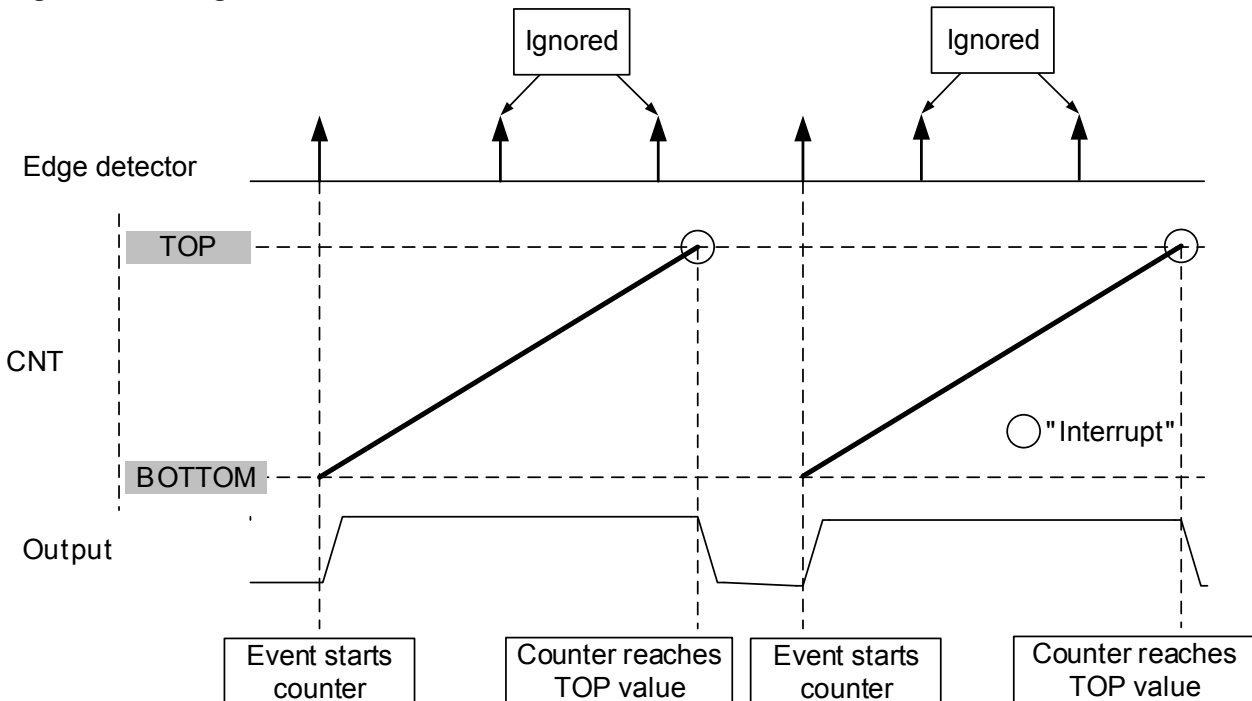 Ignored
Ignored
Edge detector
TOP
CNT
"Interrupt"
BOTTOM
Output
Event starts
counter
Counter reaches
TOP value
Event starts
counter
Counter reaches
TOP value